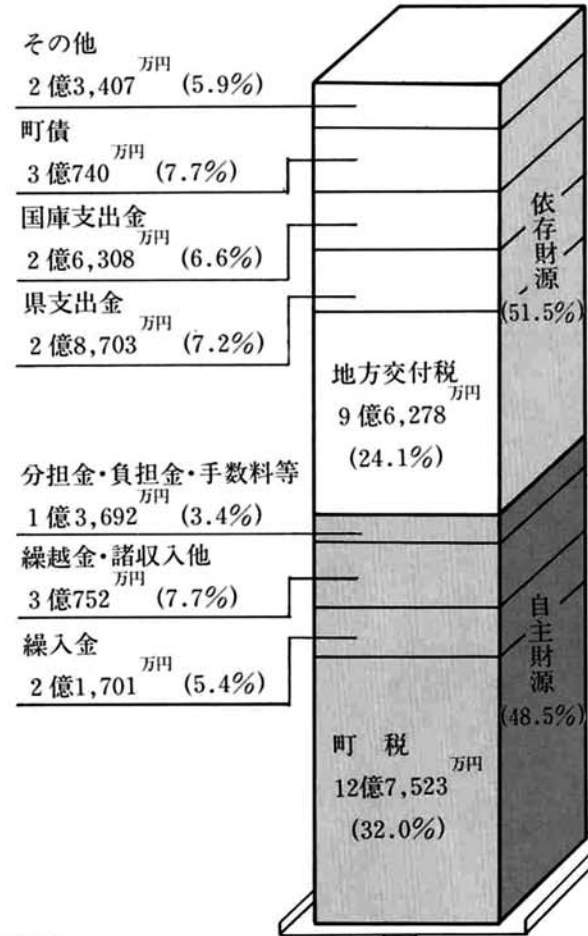 その他
2億3,407万円 (5.9%)
町債
3億740万円 (7.7%)
国庫支出金
2億6,308万円 (6.6%)
県支出金
2億8,703万円 (7.2%)
地方交付税
9億6,278万円
(24.1%)
依存財源
(51.5%)
分担金・負担金・手数料等
1億3,692万円 (3.4%)
繰越金・諸収入他
3億752万円 (7.7%)
繰入金
2億1,701万円 (5.4%)
町 税
12億7,523万円
(32.0%)
自主財源
(48.5%)